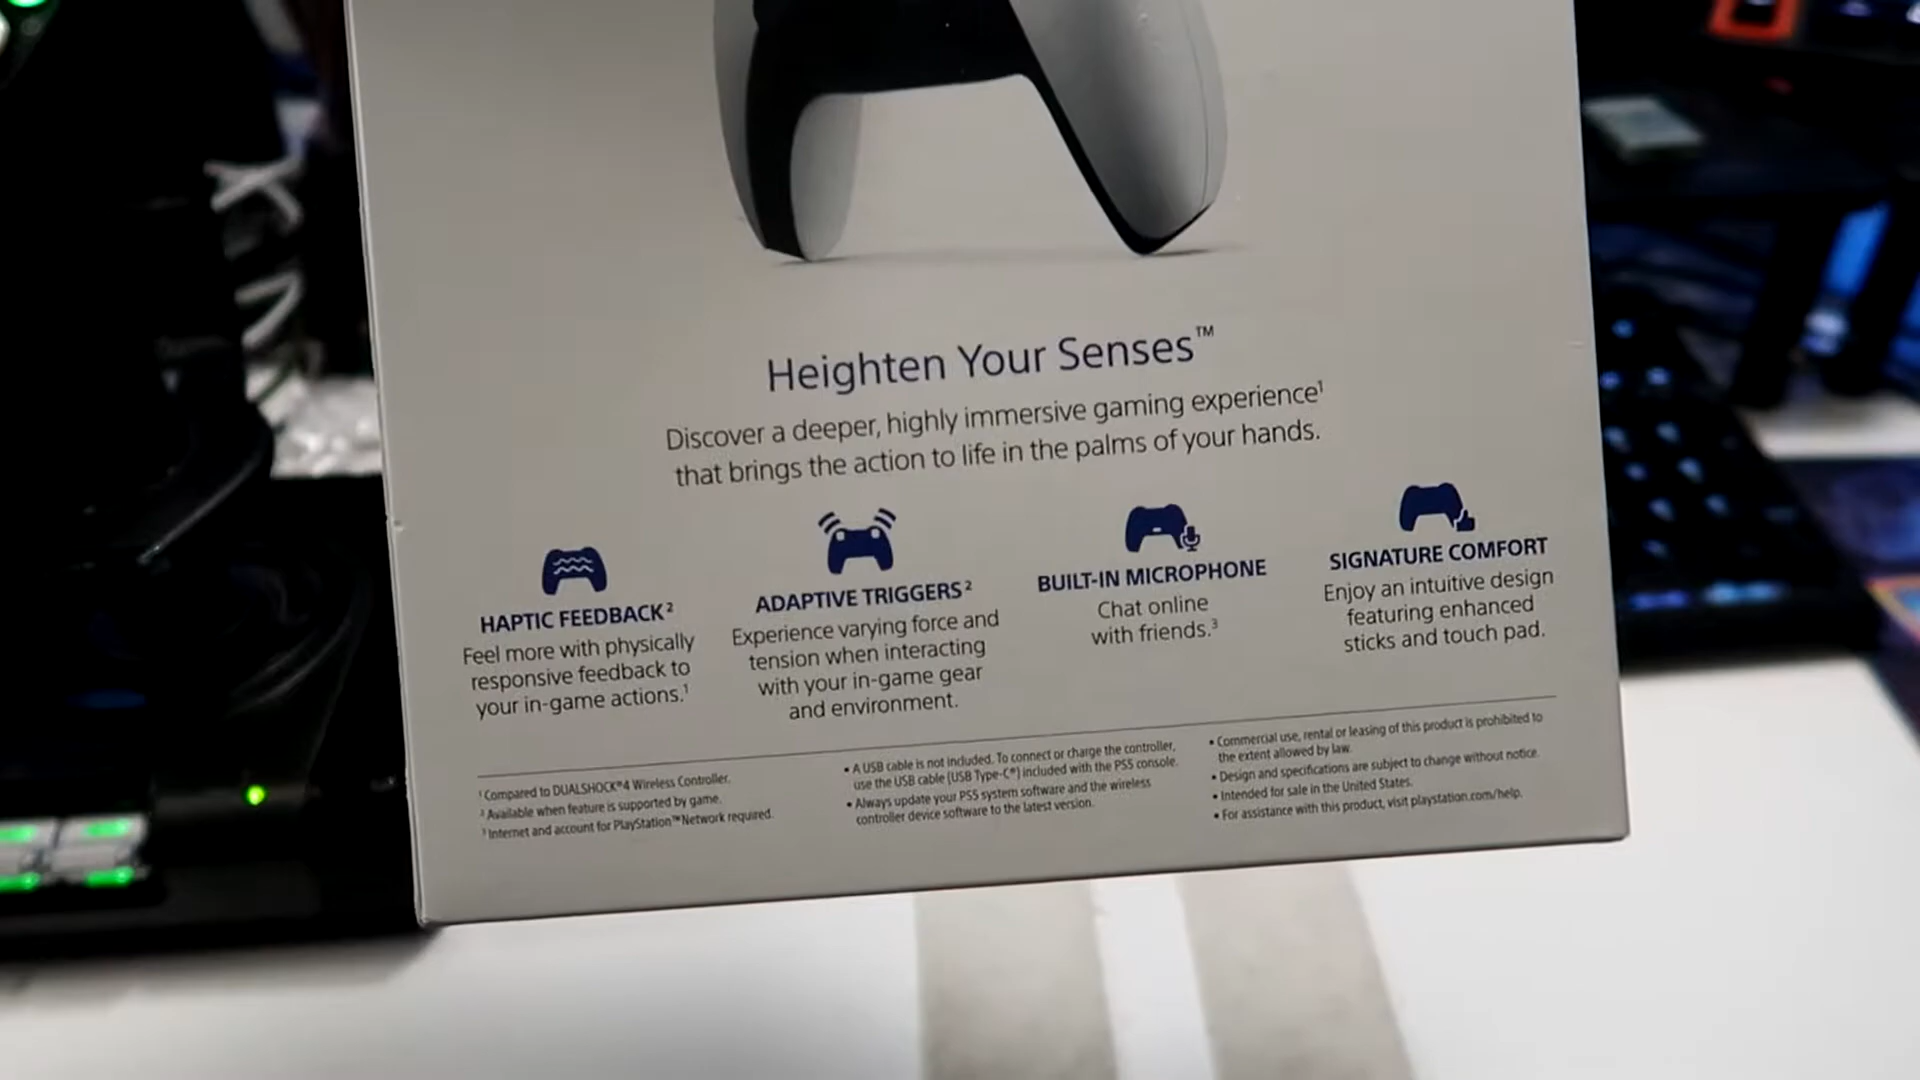 Heighten Your Senses™
Discover a deeper, highly immersive gaming experience¹
that brings the action to life in the palms of your hands.
HAPTIC FEEDBACK²
Feel more with physically
responsive feedback to
your in-game actions.¹
ADAPTIVE TRIGGERS²
Experience varying force and
tension when interacting
with your in-game gear
and environment.
BUILT-IN MICROPHONE
Chat online
with friends.³
SIGNATURE COMFORT
Enjoy an intuitive design
featuring enhanced
sticks and touch pad.
¹ Compared to DUALSHOCK®4 Wireless Controller.
² Available when feature is supported by game.
³ Internet and account for PlayStation™Network required.
• A USB cable is not included. To connect or charge the controller,
use the USB cable (USB Type-C®) included with the PS5 console.
• Always update your PS5 system software and the wireless
controller device software to the latest version.
• Commercial use, rental or leasing of this product is prohibited to
the extent allowed by law.
• Design and specifications are subject to change without notice.
• Intended for sale in the United States.
• For assistance with this product, visit playstation.com/help.